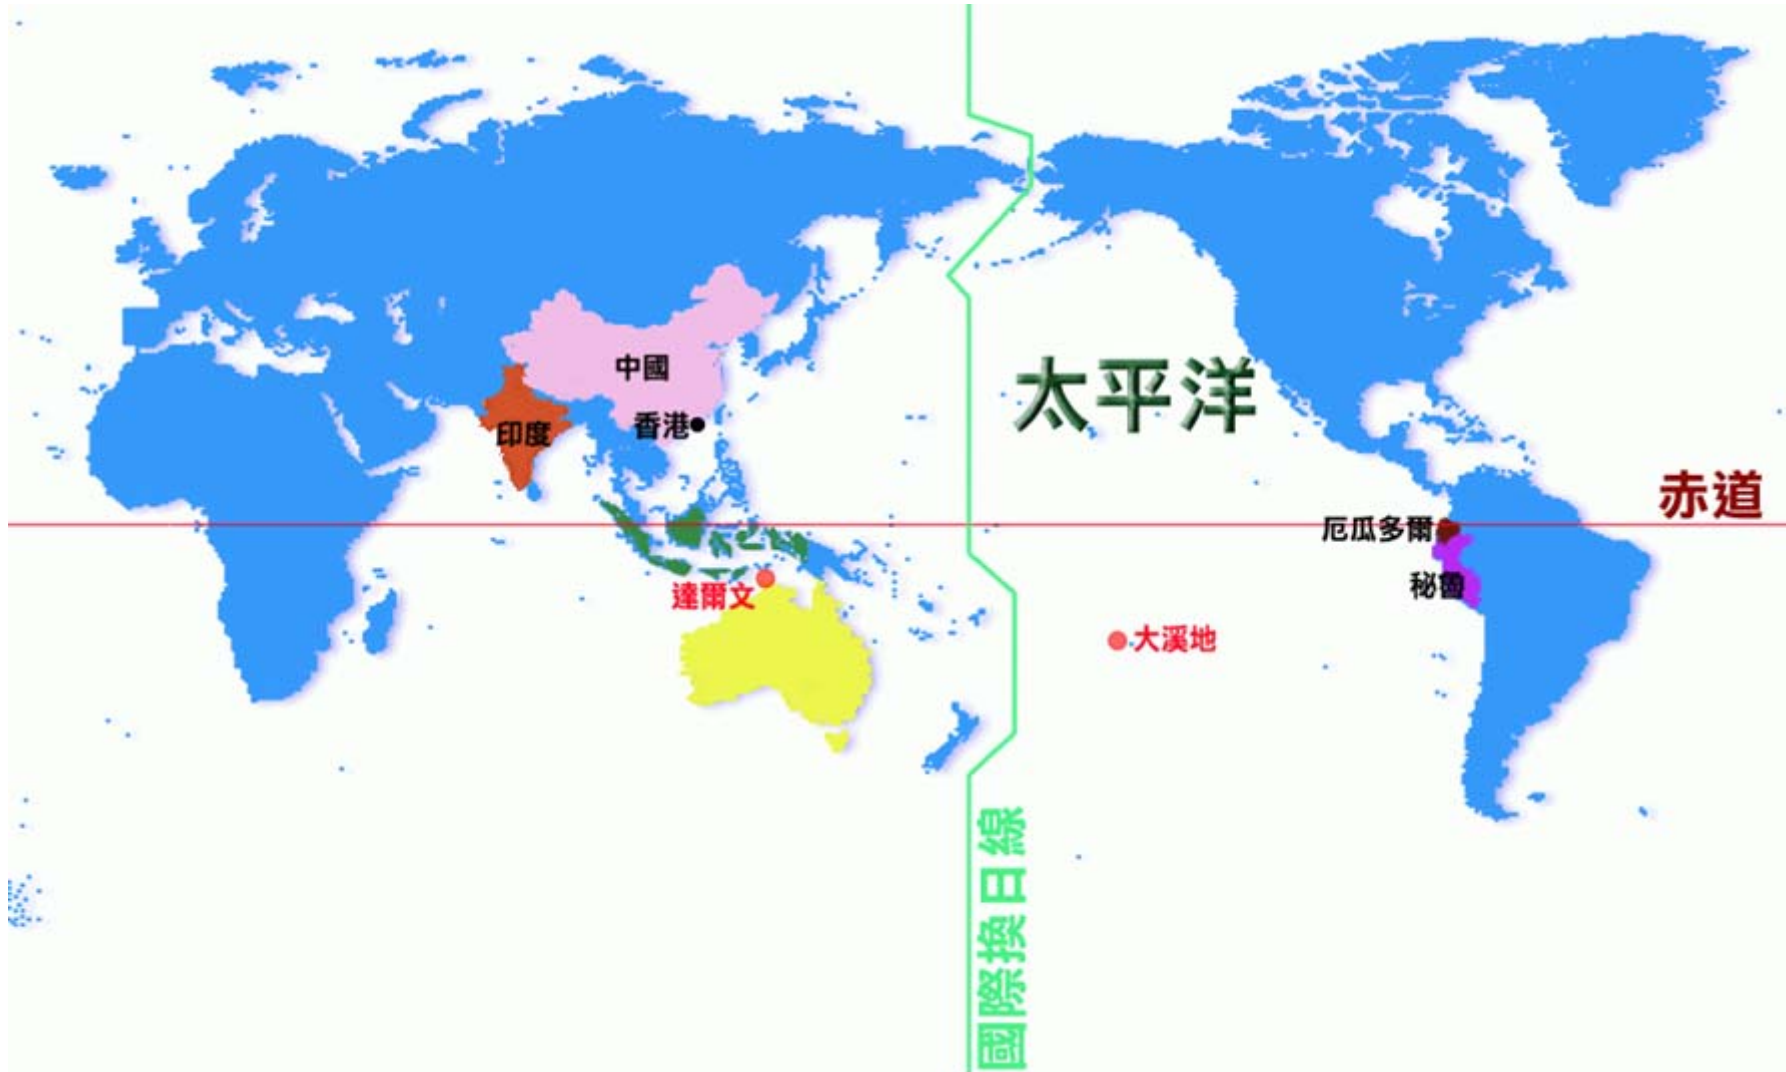 太平洋
中國
香港
印度
赤道
厄瓜多爾
秘魯
達爾文
大溪地
國際換日線